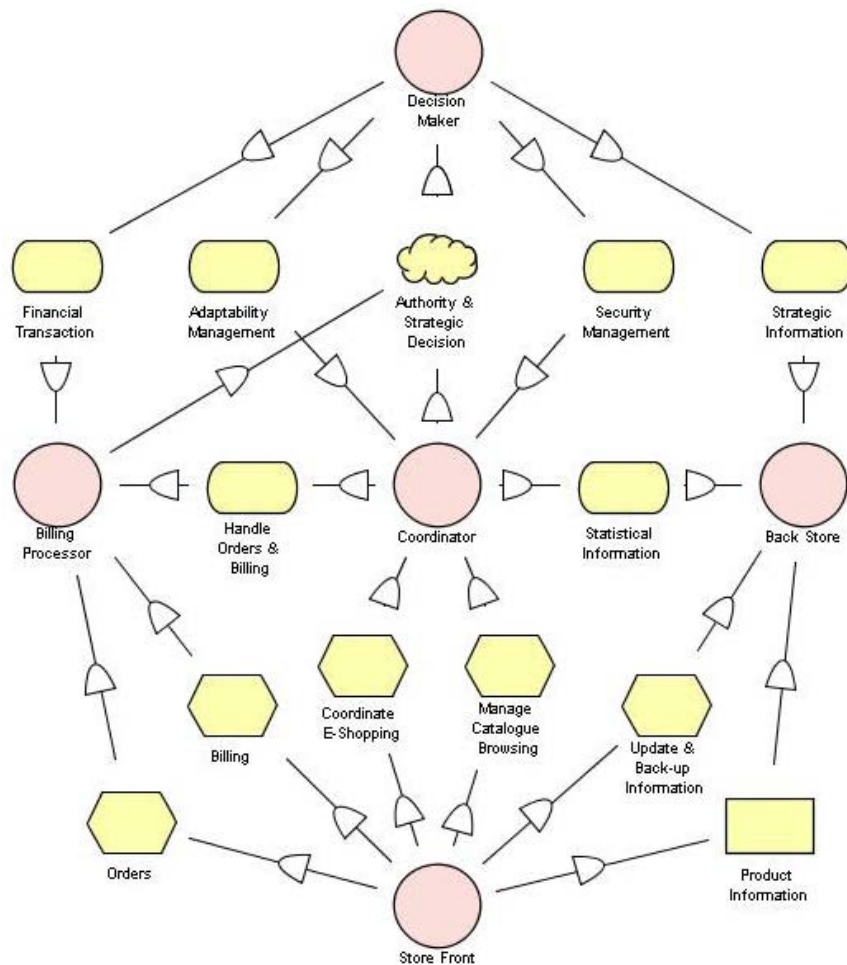 Decision
Maker
Financial
Transaction
Adaptability
Management
Authority &
Strategic
Decision
Security
Management
Strategic
Information
Billing
Processor
Handle
Orders &
Billing
Coordinator
Statistical
Information
Back Store
Coordinate
E-Shopping
Manage
Catalogue
Browsing
Billing
Update &
Back-up
Information
Orders
Product
Information
Store Front